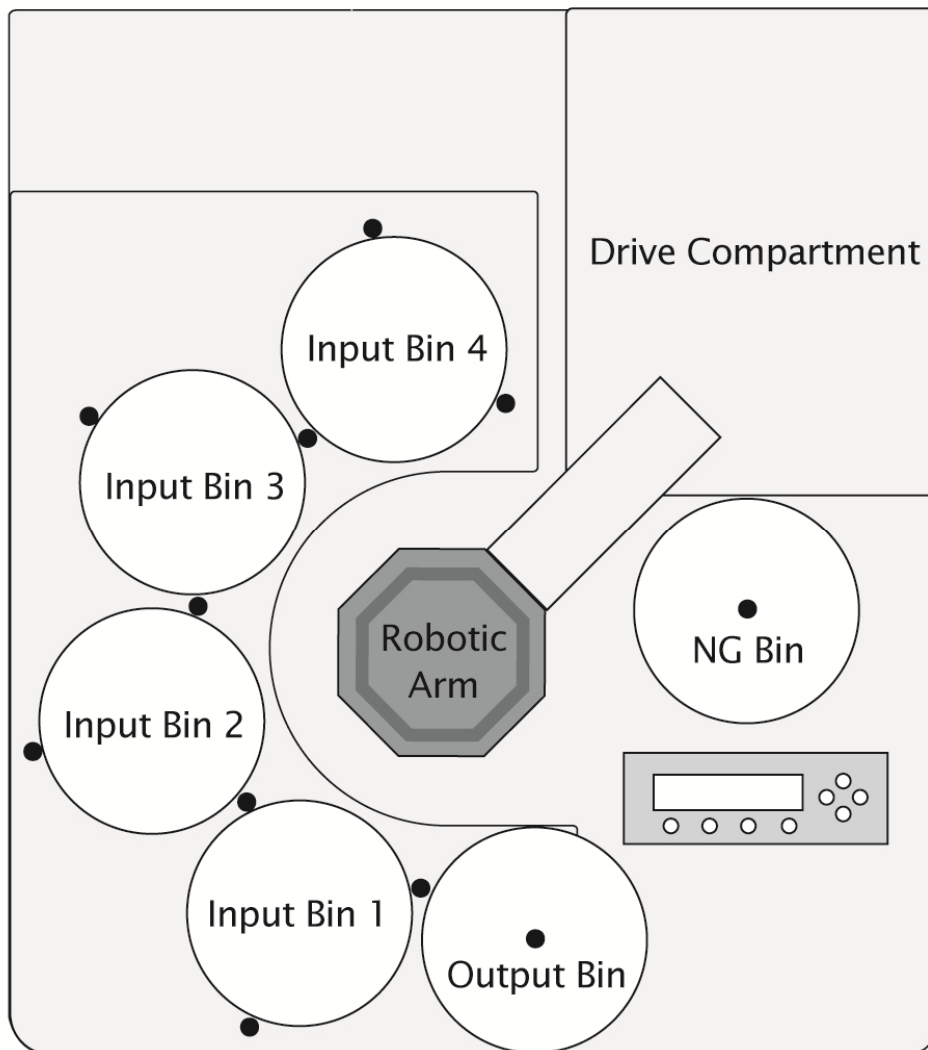 Drive Compartment
Input Bin 4
Input Bin 3
Robotic
Arm
NG Bin
Input Bin 2
Input Bin 1
Output Bin